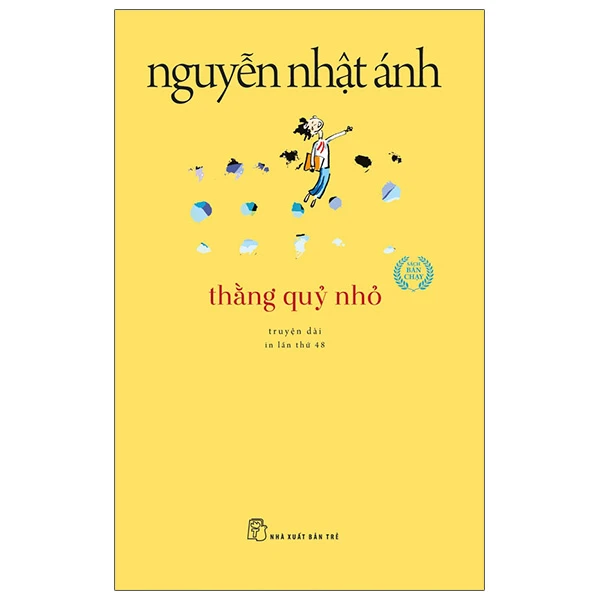 nguyễn nhật ánh
SÁCH
BÁN
CHẠY
thằng quỷ nhỏ
truyện dài
in lần thứ 48
NHÀ XUẤT BẢN TRẺ